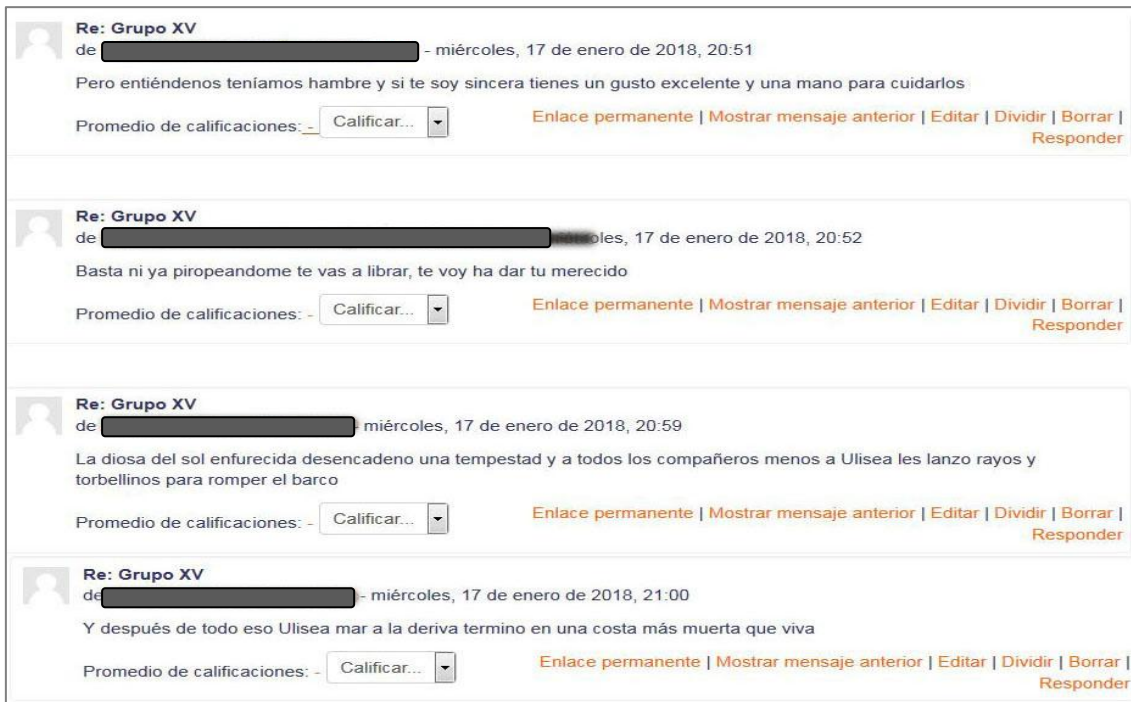 Re: Grupo XV
de - miércoles, 17 de enero de 2018, 20:51
Pero entiéndenos teníamos hambre y si te soy sincera tienes un gusto excelente y una mano para cuidarlos
Promedio de calificaciones: - Calificar... Enlace permanente | Mostrar mensaje anterior | Editar | Dividir | Borrar |
Responder
Re: Grupo XV
de les, 17 de enero de 2018, 20:52
Basta ni ya piropeandome te vas a librar, te voy ha dar tu merecido
Promedio de calificaciones: - Calificar... Enlace permanente | Mostrar mensaje anterior | Editar | Dividir | Borrar |
Responder
Re: Grupo XV
de miércoles, 17 de enero de 2018, 20:59
La diosa del sol enfurecida desencadeno una tempestad y a todos los compañeros menos a Ulisea les lanzo rayos y
torbellinos para romper el barco
Promedio de calificaciones: - Calificar... Enlace permanente | Mostrar mensaje anterior | Editar | Dividir | Borrar |
Responder
Re: Grupo XV
de - miércoles, 17 de enero de 2018, 21:00
Y después de todo eso Ulisea mar a la deriva termino en una costa más muerta que viva
Promedio de calificaciones: - Calificar... Enlace permanente | Mostrar mensaje anterior | Editar | Dividir | Borrar |
Responder